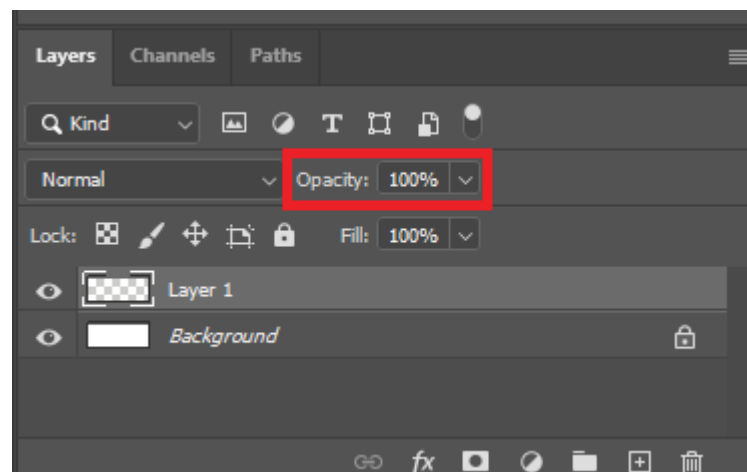 Layers Channels Paths
Kind T
Normal Opacity: 100%
Lock: Fill: 100%
Layer 1
Background
fx